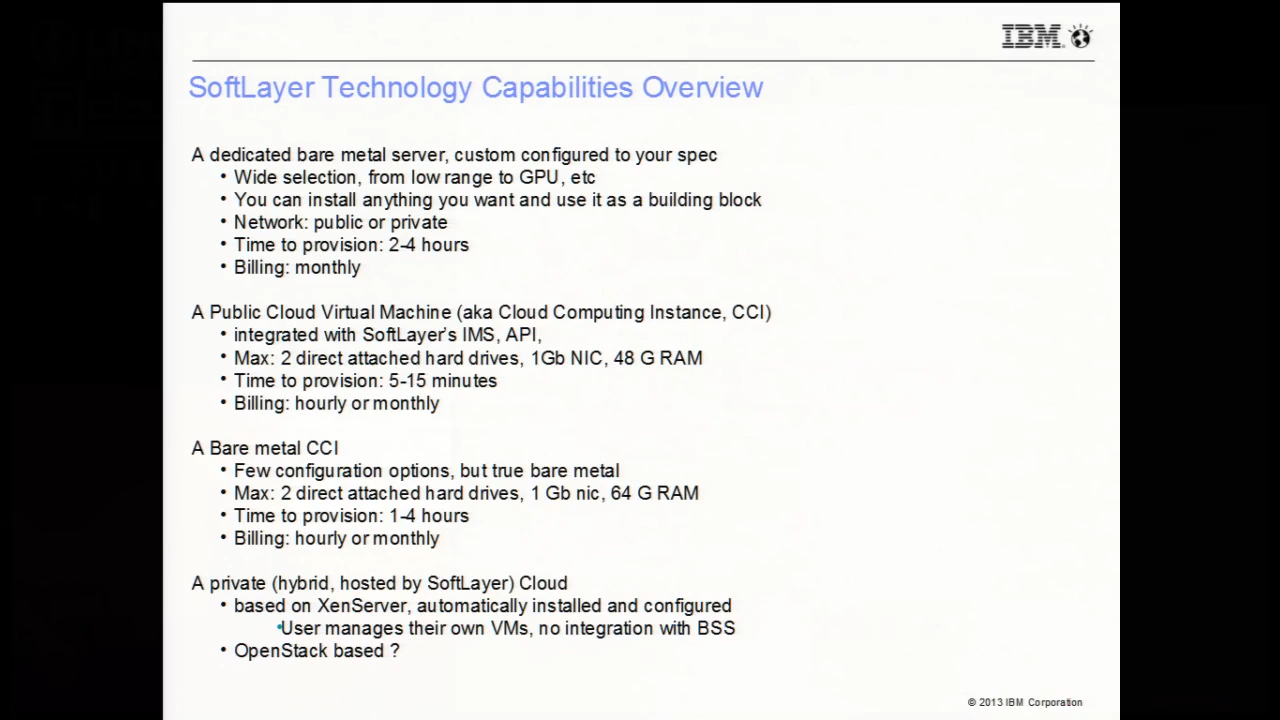 IBM
SoftLayer Technology Capabilities Overview
A dedicated bare metal server, custom configured to your spec
• Wide selection, from low range to GPU, etc
• You can install anything you want and use it as a building block
• Network: public or private
• Time to provision: 2-4 hours
• Billing: monthly
A Public Cloud Virtual Machine (aka Cloud Computing Instance, CCI)
• integrated with SoftLayer's IMS, API,
• Max: 2 direct attached hard drives, 1Gb NIC, 48 G RAM
• Time to provision: 5-15 minutes
• Billing: hourly or monthly
A Bare metal CCI
• Few configuration options, but true bare metal
• Max: 2 direct attached hard drives, 1 Gb nic, 64 G RAM
• Time to provision: 1-4 hours
• Billing: hourly or monthly
A private (hybrid, hosted by SoftLayer) Cloud
• based on XenServer, automatically installed and configured
•User manages their own VMs, no integration with BSS
• OpenStack based ?
© 2013 IBM Corporation